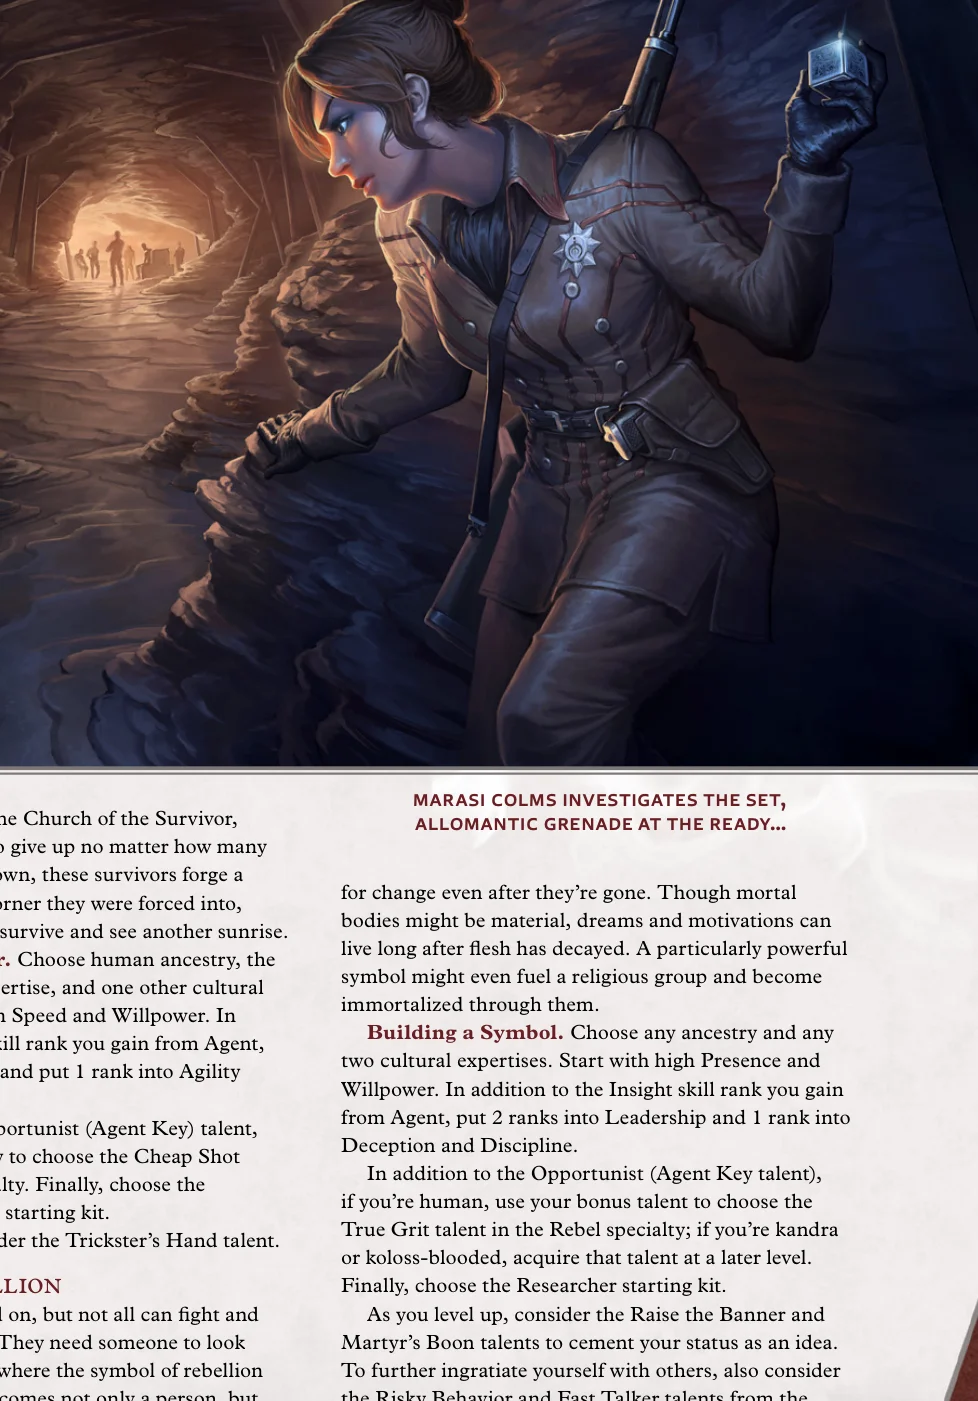 MARASI COLMS INVESTIGATES THE SET,
ALLOMANTIC GRENADE AT THE READY...
Church of the Survivor,
give up no matter how many
these survivors forge a
they were forced into,
survive and see another sunrise.
Choose human ancestry, the
and one other cultural
Speed and Willpower. In
rank you gain from Agent,
and put 1 rank into Agility
(Agent Key) talent,
to choose the Cheap Shot
Finally, choose the
starting kit.
the Trickster's Hand talent.
on, but not all can fight and
They need someone to look
where the symbol of rebellion
not only a person, but
for change even after they're gone. Though mortal
bodies might be material, dreams and motivations can
live long after flesh has decayed. A particularly powerful
symbol might even fuel a religious group and become
immortalized through them.
Building a Symbol. Choose any ancestry and any
two cultural expertises. Start with high Presence and
Willpower. In addition to the Insight skill rank you gain
from Agent, put 2 ranks into Leadership and 1 rank into
Deception and Discipline.
In addition to the Opportunist (Agent Key talent),
if you're human, use your bonus talent to choose the
True Grit talent in the Rebel specialty; if you're kandra
or koloss-blooded, acquire that talent at a later level.
Finally, choose the Researcher starting kit.
As you level up, consider the Raise the Banner and
Martyr's Boon talents to cement your status as an idea.
To further ingratiate yourself with others, also consider
the Risky Behavior and Fast Talker talents from the